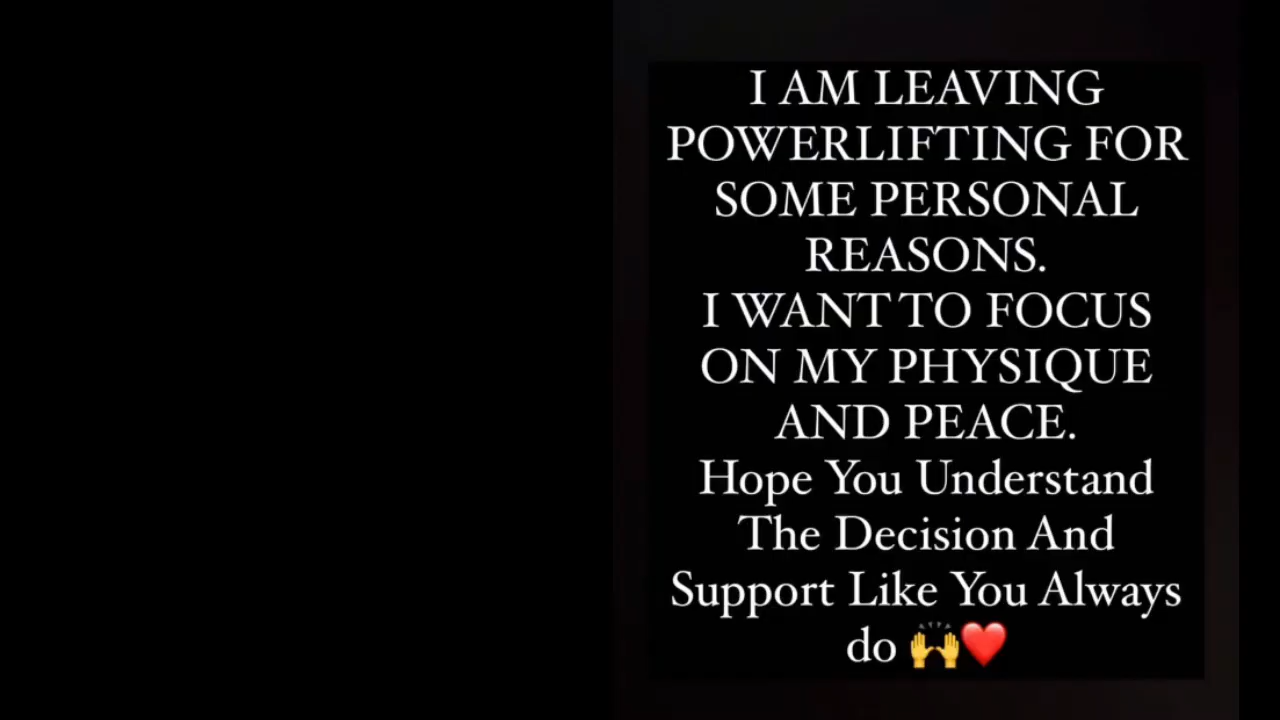 I AM LEAVING
POWERLIFTING FOR
SOME PERSONAL
REASONS.
I WANT TO FOCUS
ON MY PHYSIQUE
AND PEACE.
Hope You Understand
The Decision And
Support Like You Always
do 🙌❤️